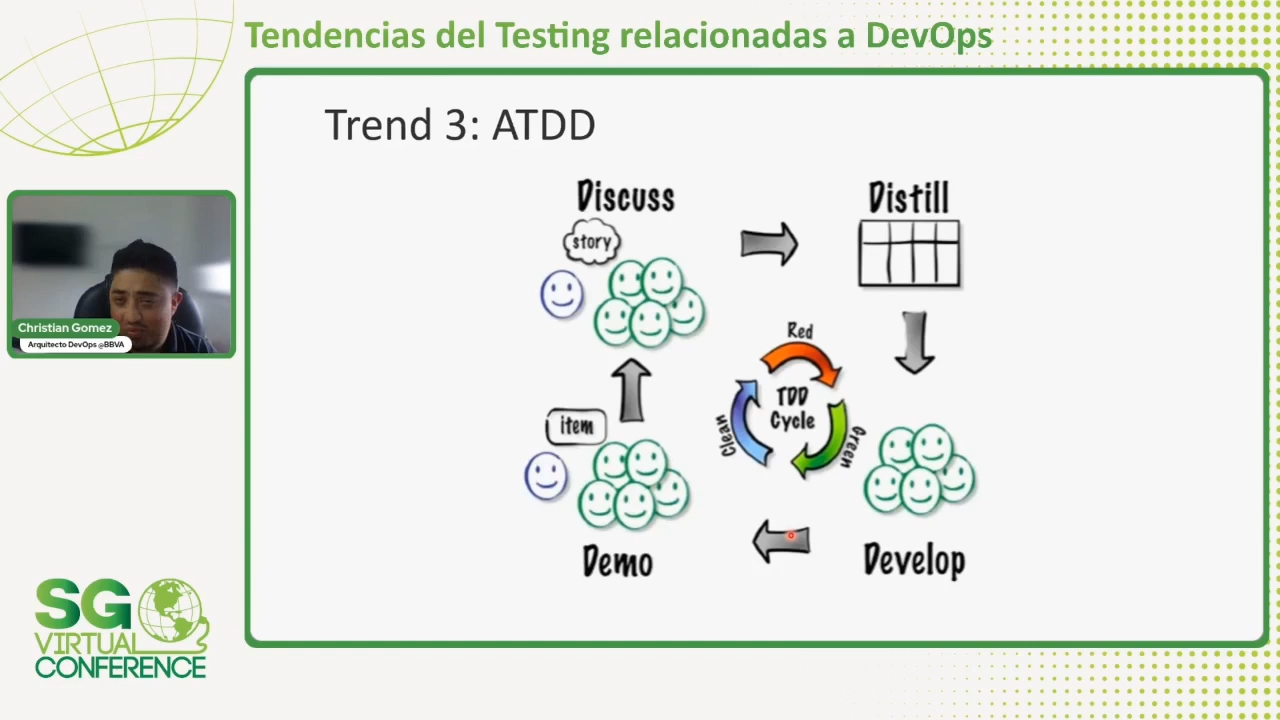 Tendencias del Testing relacionadas a DevOps
Trend 3: ATDD
Discuss
story
Distill
Red
TDD
Cycle
Clean
Green
item
Demo
Develop
Christian Gomez
Arquitecto DevOps @BBVA
SG
VIRTUAL
CONFERENCE